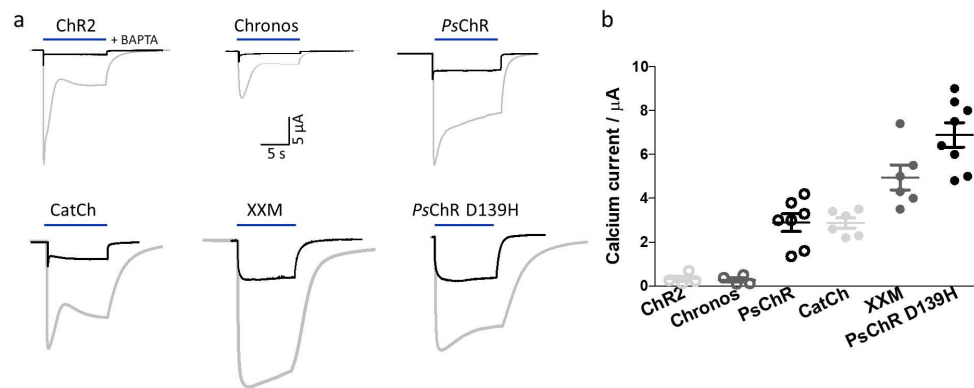 a
ChR2
+ BAPTA
Chronos
PsChR
5 s
5 µA
CatCh
XXM
PsChR D139H
b
Calcium current / µA
10
8
6
4
2
0
ChR2
Chronos
PsChR
CatCh
XXM
PsChR D139H